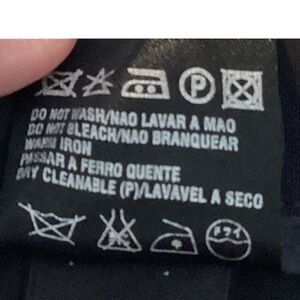 P
DO NOT WASH/NAO LAVAR A MAO
DO NOT BLEACH/NAO BRANQUEAR
WARM IRON
PASSAR A FERRO QUENTE
DRY CLEANABLE (P)/LAVAVEL A SECO